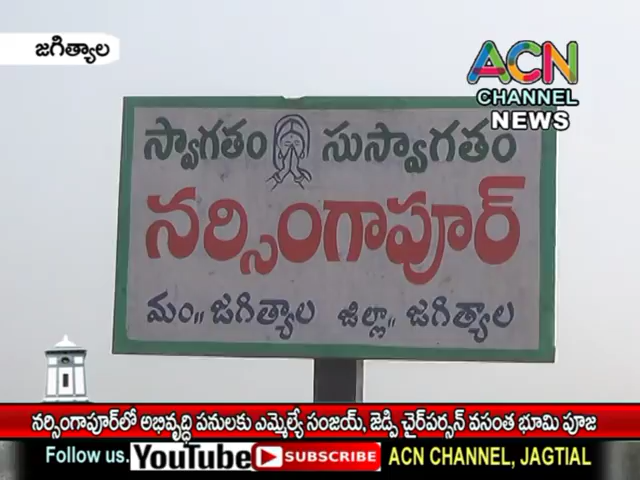 జగిత్యాల
ACN
CHANNEL
NEWS
స్వాగతం సుస్వాగతం
నర్సింగాపూర్
మం,, జగిత్యాల జిల్లా,, జగిత్యాల
నర్సింగాపూర్‌లో అభివృద్ధి పనులకు ఎమ్మెల్యే సంజయ్, జెడ్పి చైర్‌పర్సన్ వసంత భూమి పూజ
Follow us. YouTube SUBSCRIBE ACN CHANNEL, JAGTIAL